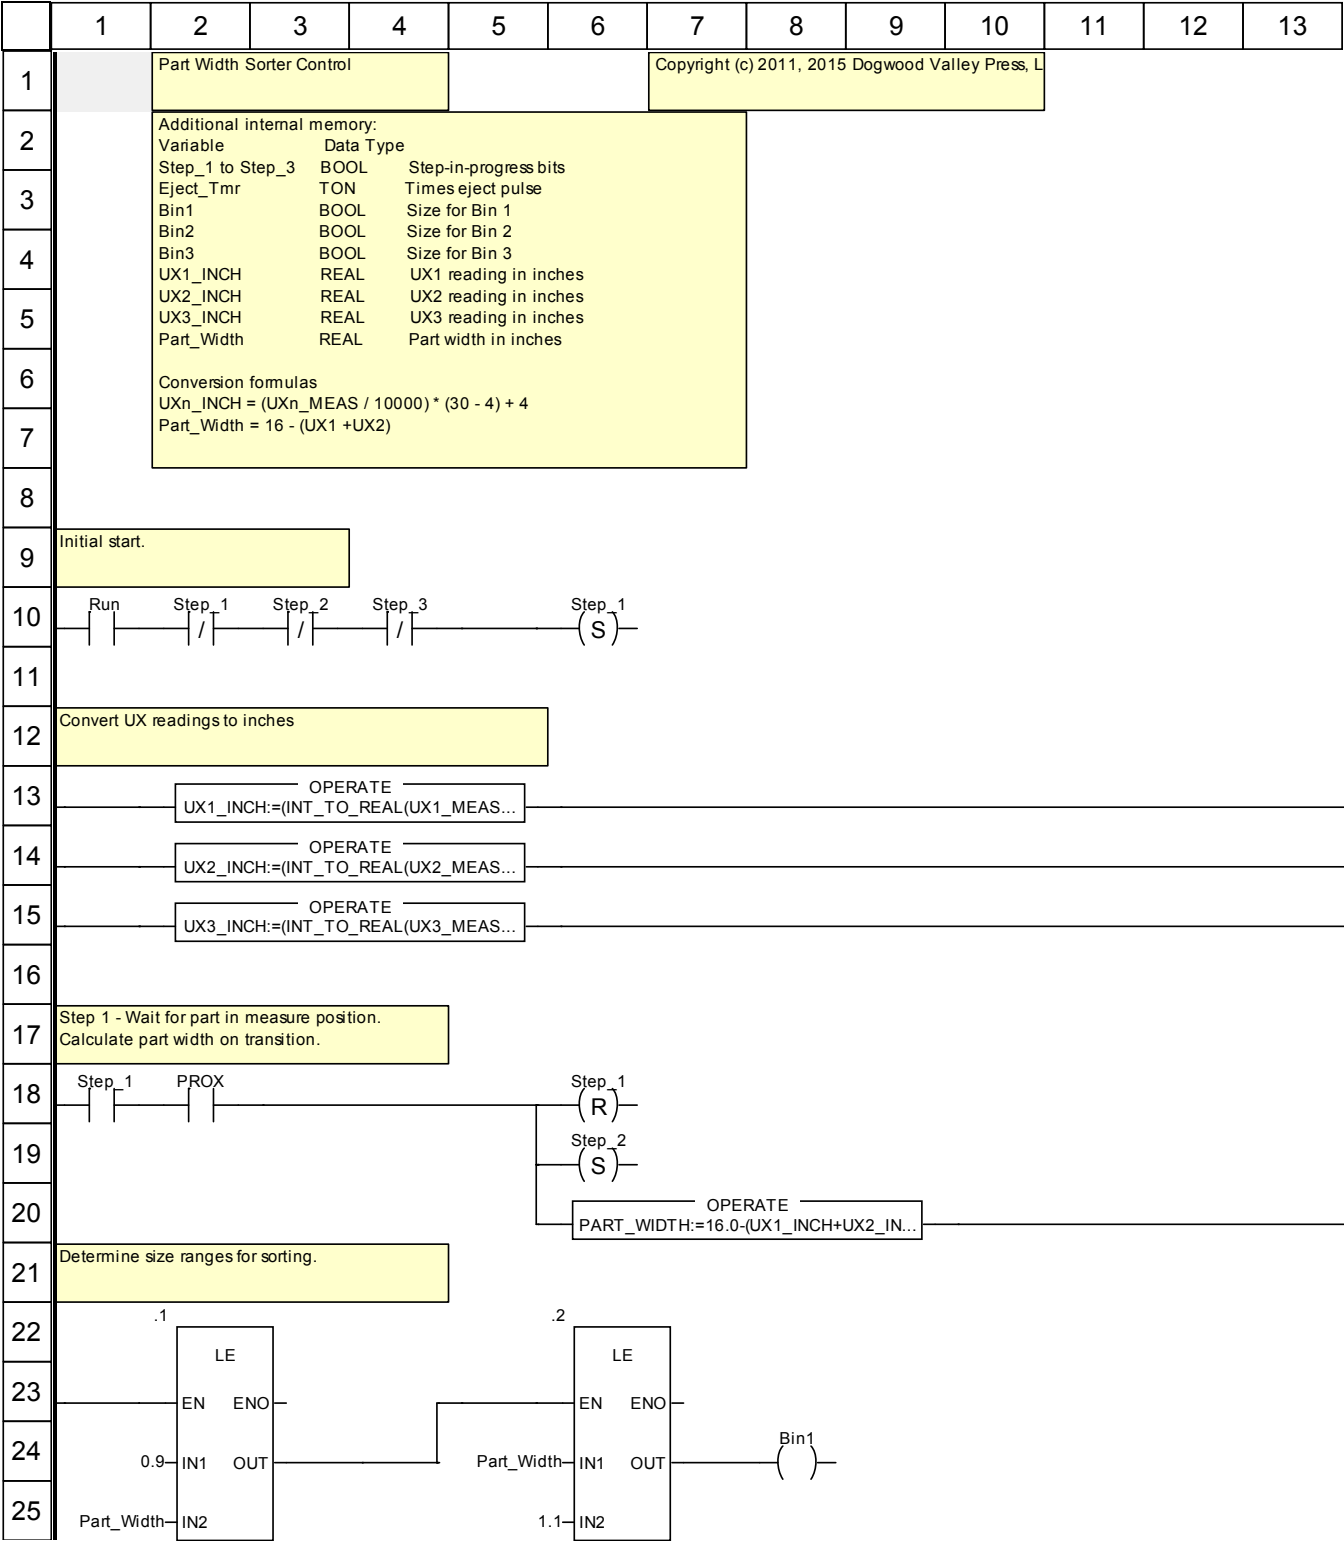 1 2 3 4 5 6 7 8 9 10 11 12 13
1
Part Width Sorter Control
Copyright (c) 2011, 2015 Dogwood Valley Press, L
2
Additional internal memory:
Variable Data Type
Step_1 to Step_3 BOOL Step-in-progress bits
3
Eject_Tmr TON Times eject pulse
Bin1 BOOL Size for Bin 1
Bin2 BOOL Size for Bin 2
4
Bin3 BOOL Size for Bin 3
UX1_INCH REAL UX1 reading in inches
UX2_INCH REAL UX2 reading in inches
5
UX3_INCH REAL UX3 reading in inches
Part_Width REAL Part width in inches
6
Conversion formulas
UXn_INCH = (UXn_MEAS / 10000) * (30 - 4) + 4
7
Part_Width = 16 - (UX1 +UX2)
8
9
Initial start.
10
Run Step_1 Step_2 Step_3 Step_1
/ / / S
11
12
Convert UX readings to inches
13
OPERATE
UX1_INCH:=(INT_TO_REAL(UX1_MEAS...
14
OPERATE
UX2_INCH:=(INT_TO_REAL(UX2_MEAS...
15
OPERATE
UX3_INCH:=(INT_TO_REAL(UX3_MEAS...
16
17
Step 1 - Wait for part in measure position.
Calculate part width on transition.
18
Step_1 PROX Step_1
R
19
Step_2
S
20
OPERATE
PART_WIDTH:=16.0-(UX1_INCH+UX2_IN...
21
Determine size ranges for sorting.
22
.1 .2
LE LE
23
EN ENO EN ENO
24
Bin1
0.9 IN1 OUT Part_Width IN1 OUT
25
Part_Width IN2 1.1 IN2